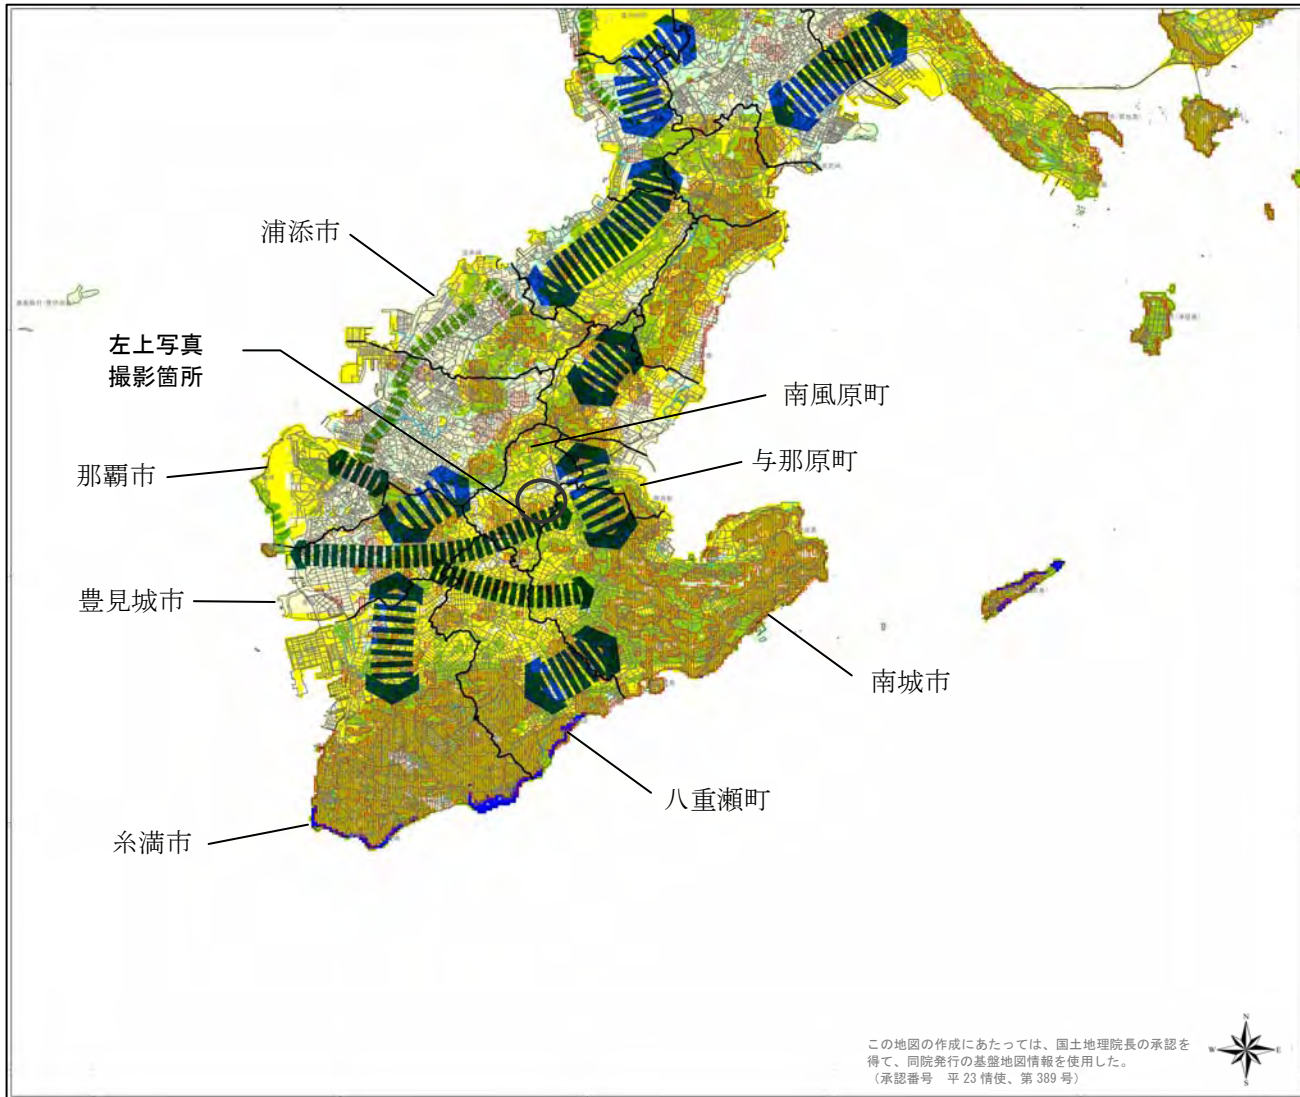 浦添市
左上写真
撮影箇所
南風原町
那覇市
与那原町
豊見城市
南城市
八重瀬町
糸満市
この地図の作成にあたっては、国土地理院長の承認を
得て、同院発行の基盤地図情報を使用した。
（承認番号　平 23 情使、第 389 号）
N
W
E
S